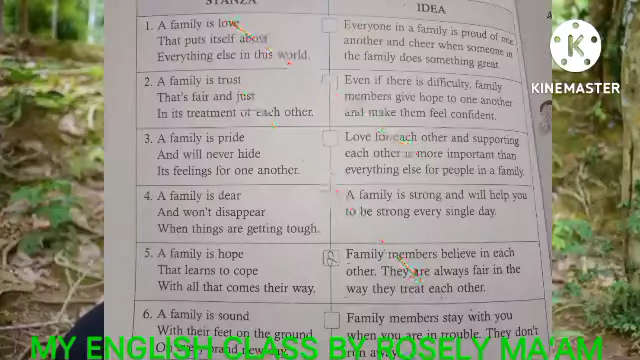 STANZA
IDEA
1. A family is love
That puts itself about
Everything else in this world.
Everyone in a family is proud of one
another and cheer when someone in
the family does something great.
2. A family is trust
That's fair and just
In its treatment of each other.
Even if there is difficulty, family
members give hope to one another
and make them feel confident.
3. A family is pride
And will never hide
Its feelings for one another.
Love for each other and supporting
each other is more important than
everything else for people in a family.
4. A family is dear
And won't disappear
When things are getting tough.
A family is strong and will help you
to be strong every single day.
5. A family is hope
That learns to cope
With all that comes their way.
Family members believe in each
other. They are always fair in the
way they treat each other.
6. A family is sound
With their feet on the ground
On every brand new day.
Family members stay with you
when you are in trouble. They don't
run away.
K
KINEMASTER
MY ENGLISH CLASS BY ROSELY MA'AM